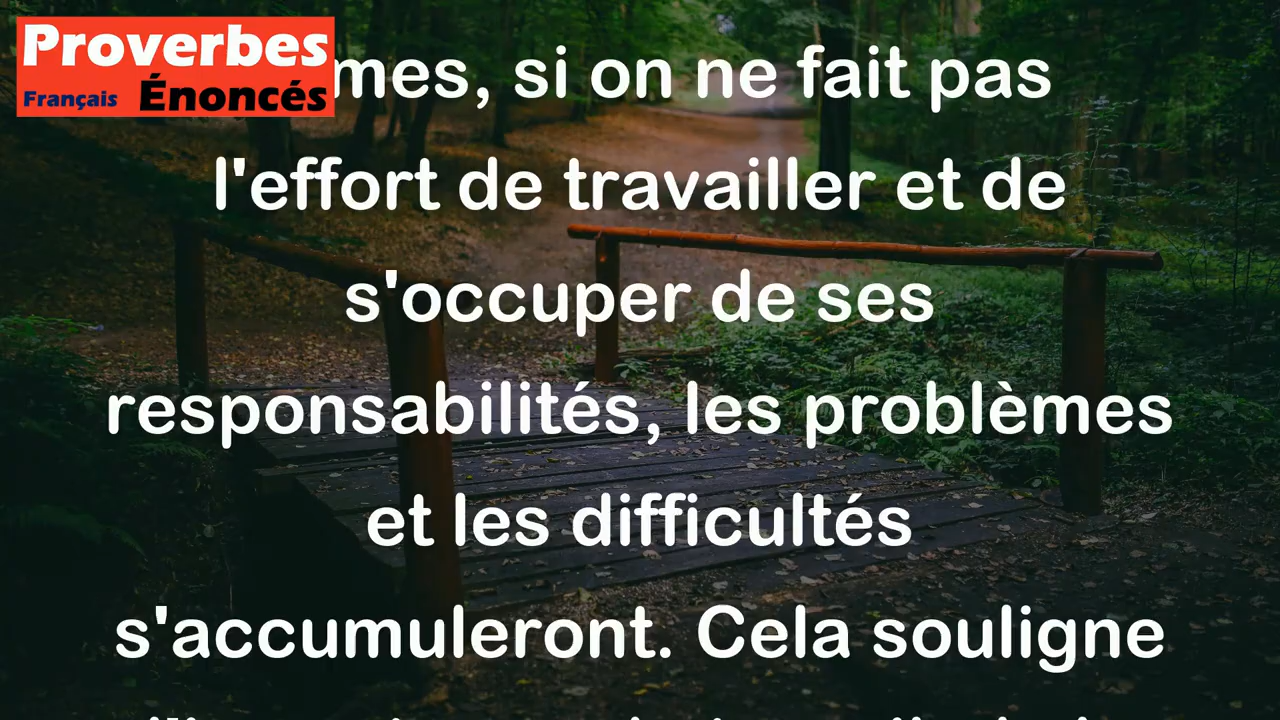 Proverbes
Français Énoncés
mes, si on ne fait pas
l'effort de travailler et de
s'occuper de ses
responsabilités, les problèmes
et les difficultés
s'accumuleront. Cela souligne